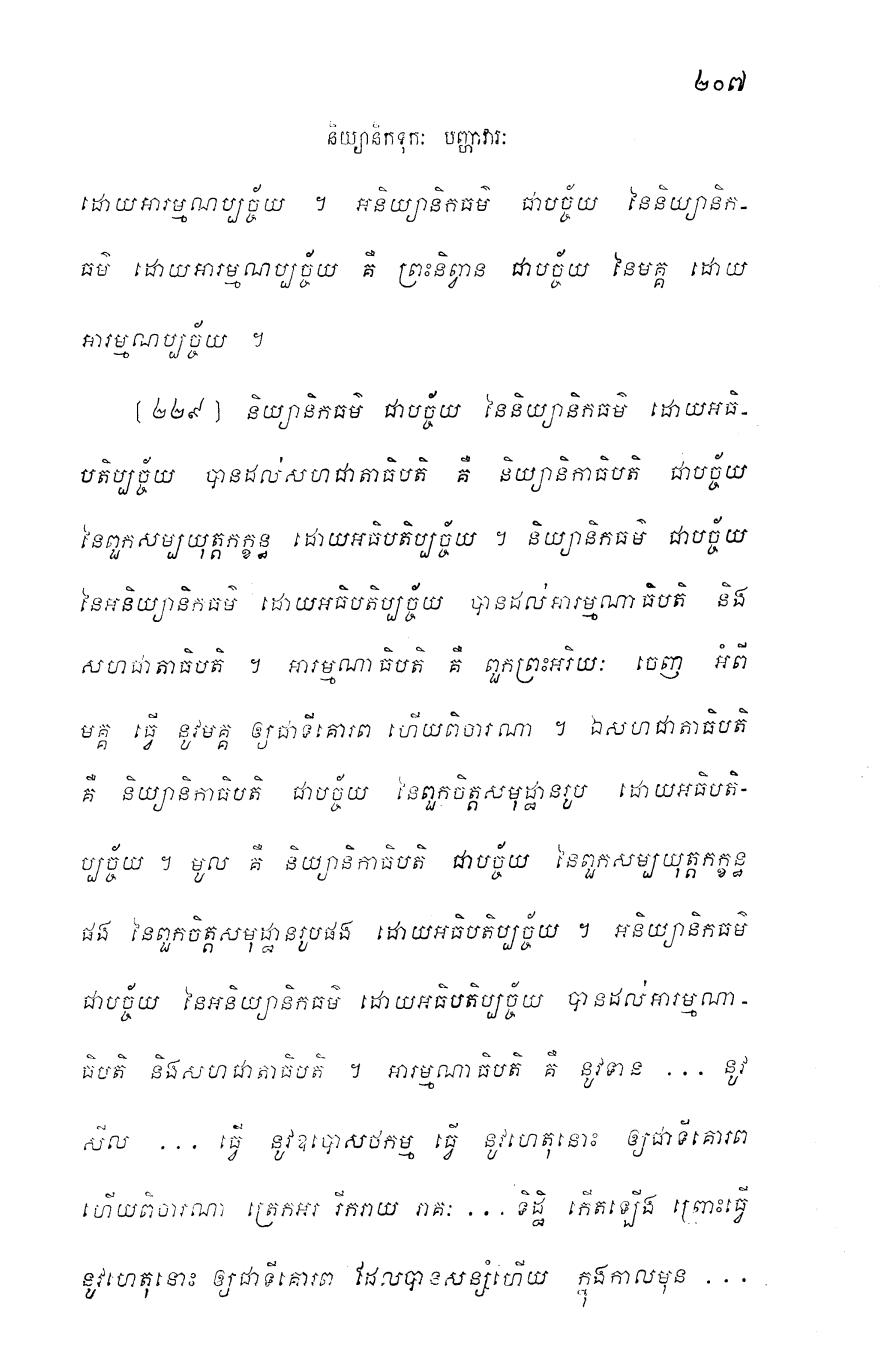 ២០៧
និយ្យានិកទុកៈ បញ្ហាវារៈ
ដោយអារម្មណប្បច្ច័យ ។ អនិយ្យានិកធម៌ ជាបច្ច័យ នៃនិយ្យានិក-
ធម៌ ដោយអារម្មណប្បច្ច័យ គឺ ព្រះនិព្វាន ជាបច្ច័យ នៃមគ្គ ដោយ
អារម្មណប្បច្ច័យ ។
[២២៩] និយ្យានិកធម៌ ជាបច្ច័យ នៃនិយ្យានិកធម៌ ដោយអធិ-
បតិប្បច្ច័យ បានដល់សហជាតាធិបតិ គឺ និយ្យានិកាធិបតិ ជាបច្ច័យ
នៃពួកសម្បយុត្តកក្ខន្ធ ដោយអធិបតិប្បច្ច័យ ។ និយ្យានិកធម៌ ជាបច្ច័យ
នៃអនិយ្យានិកធម៌ ដោយអធិបតិប្បច្ច័យ បានដល់អារម្មណាធិបតិ និង
សហជាតាធិបតិ ។ អារម្មណាធិបតិ គឺ ពួកព្រះអរិយៈ ចេញ អំពី
មគ្គ ធ្វើ នូវមគ្គ ឲ្យជាទីគោរព ហើយពិចារណា ។ ឯសហជាតាធិបតិ
គឺ និយ្យានិកាធិបតិ ជាបច្ច័យ នៃពួកចិត្តសមុដ្ឋានរូប ដោយអធិបតិ-
ប្បច្ច័យ ។ មូល គឺ និយ្យានិកាធិបតិ ជាបច្ច័យ នៃពួកសម្បយុត្តកក្ខន្ធ
ផង នៃពួកចិត្តសមុដ្ឋានរូបផង ដោយអធិបតិប្បច្ច័យ ។ អនិយ្យានិកធម៌
ជាបច្ច័យ នៃអនិយ្យានិកធម៌ ដោយអធិបតិប្បច្ច័យ បានដល់អារម្មណា-
ធិបតិ និងសហជាតាធិបតិ ។ អារម្មណាធិបតិ គឺ នូវទាន ... នូវ
សីល ... ធ្វើ នូវឧបោសថកម្ម ធ្វើ នូវហេតុនោះ ឲ្យជាទីគោរព
ហើយពិចារណា ត្រេកអរ រីករាយ រាគៈ ... ទិដ្ឋិ កើតឡើង ព្រោះធ្វើ
នូវហេតុនោះ ឲ្យជាទីគោរព ដែលបានសន្សំហើយ ក្នុងកាលមុន ...